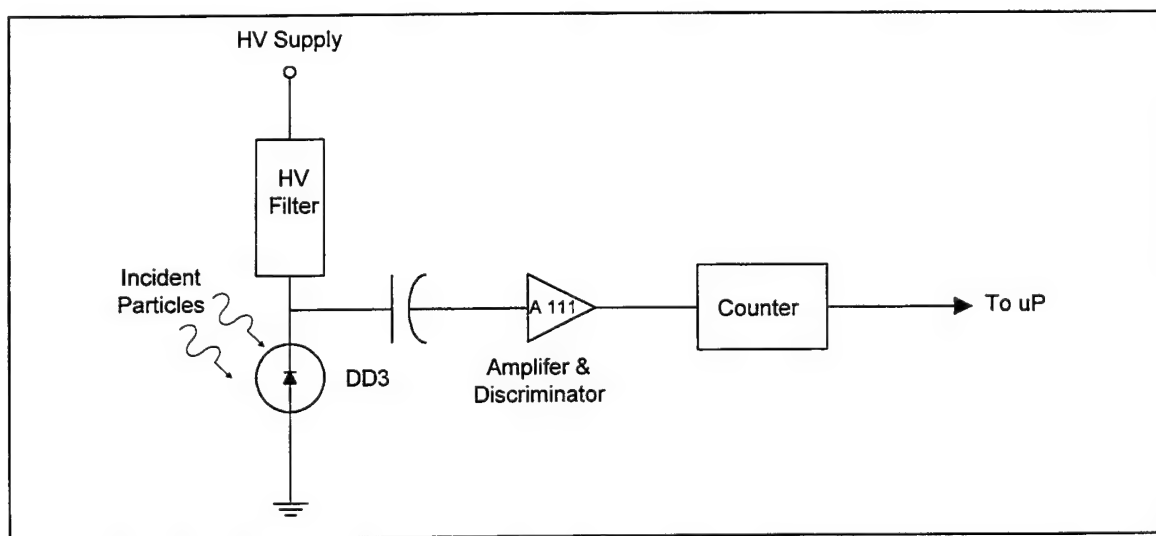 HV Supply
HV
Filter
Incident
Particles
DD3
A 111
Amplifer &
Discriminator
Counter
To uP